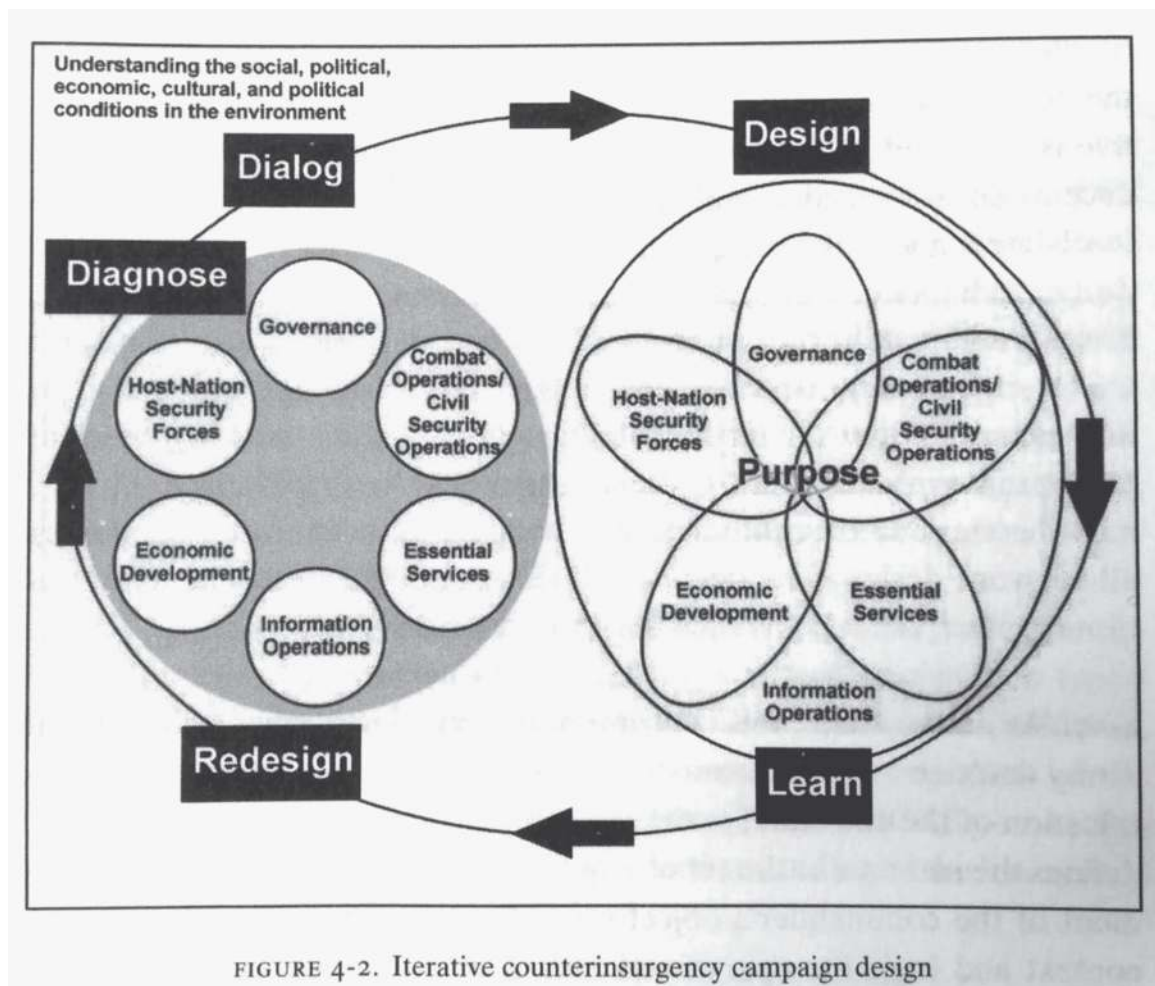 Understanding the social, political,
economic, cultural, and political
conditions in the environment
Dialog
Design
Diagnose
Governance
Host-Nation
Security
Forces
Combat
Operations/
Civil
Security
Operations
Economic
Development
Essential
Services
Information
Operations
Governance
Host-Nation
Security Forces
Combat
Operations/
Civil
Security
Operations
Purpose
Economic
Development
Essential
Services
Information
Operations
Redesign
Learn
FIGURE 4-2. Iterative counterinsurgency campaign design